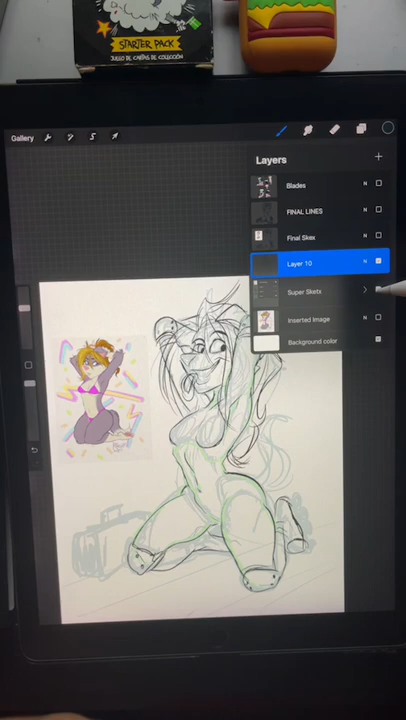 STARTER PACK
JUEGO DE CARTAS DE COLECCIÓN
Gallery
Layers
Blades N
FINAL LINES N
Final Skex N
Layer 10 N
Super Sketx
Inserted Image N
Background color